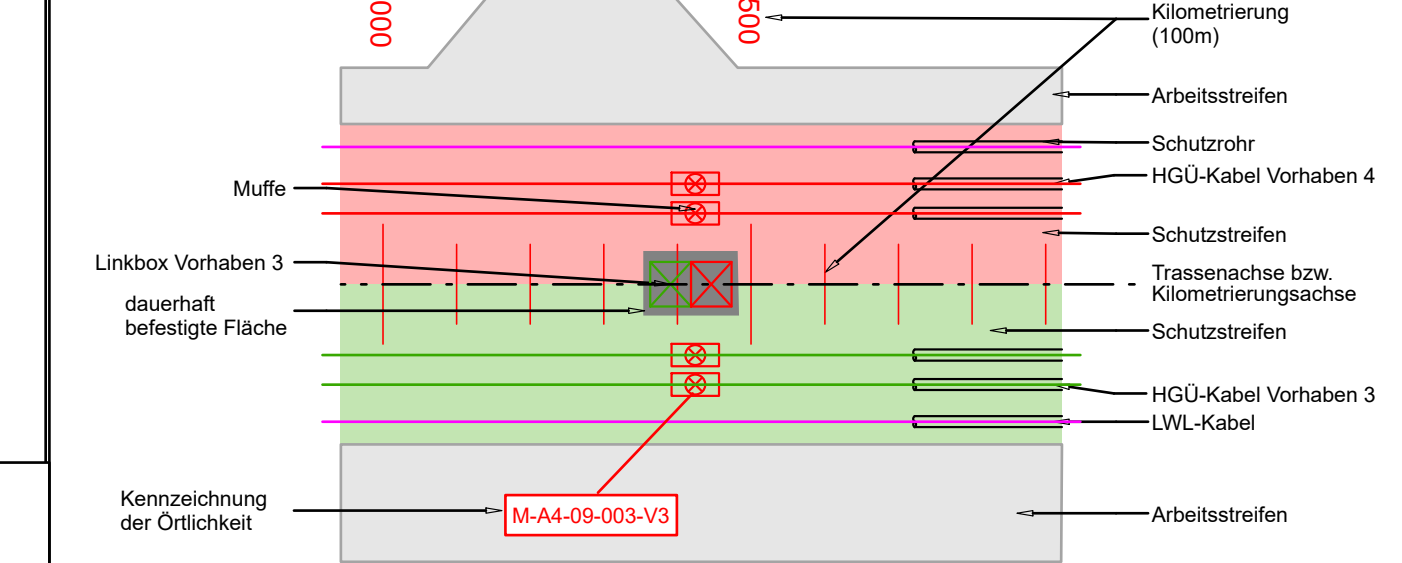 000
500
Kilometrierung
(100m)
Arbeitsstreifen
Schutzrohr
HGÜ-Kabel Vorhaben 4
Muffe
Schutzstreifen
Linkbox Vorhaben 3
Trassenachse bzw.
Kilometrierungsachse
dauerhaft
befestigte Fläche
Schutzstreifen
HGÜ-Kabel Vorhaben 3
LWL-Kabel
Kennzeichnung
der Örtlichkeit
M-A4-09-003-V3
Arbeitsstreifen